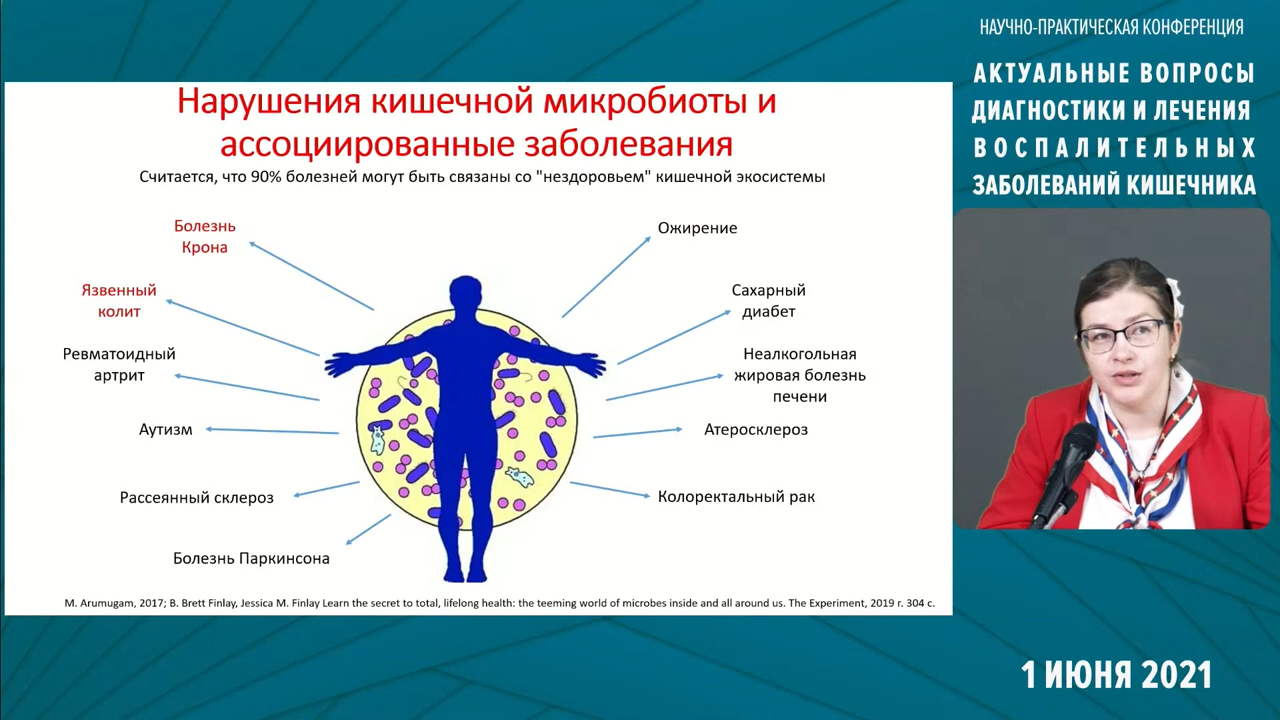 НАУЧНО-ПРАКТИЧЕСКАЯ КОНФЕРЕНЦИЯ
АКТУАЛЬНЫЕ ВОПРОСЫ
ДИАГНОСТИКИ И ЛЕЧЕНИЯ
ВОСПАЛИТЕЛЬНЫХ
ЗАБОЛЕВАНИЙ КИШЕЧНИКА
Нарушения кишечной микробиоты и
ассоциированные заболевания
Считается, что 90% болезней могут быть связаны со "нездоровьем" кишечной экосистемы
Болезнь
Крона
Язвенный
колит
Ревматоидный
артрит
Аутизм
Рассеянный склероз
Болезнь Паркинсона
Ожирение
Сахарный
диабет
Неалкогольная
жировая болезнь
печени
Атеросклероз
Колоректальный рак
M. Arumugam, 2017; B. Brett Finlay, Jessica M. Finlay Learn the secret to total, lifelong health: the teeming world of microbes inside and all around us. The Experiment, 2019 г. 304 с.
1 ИЮНЯ 2021